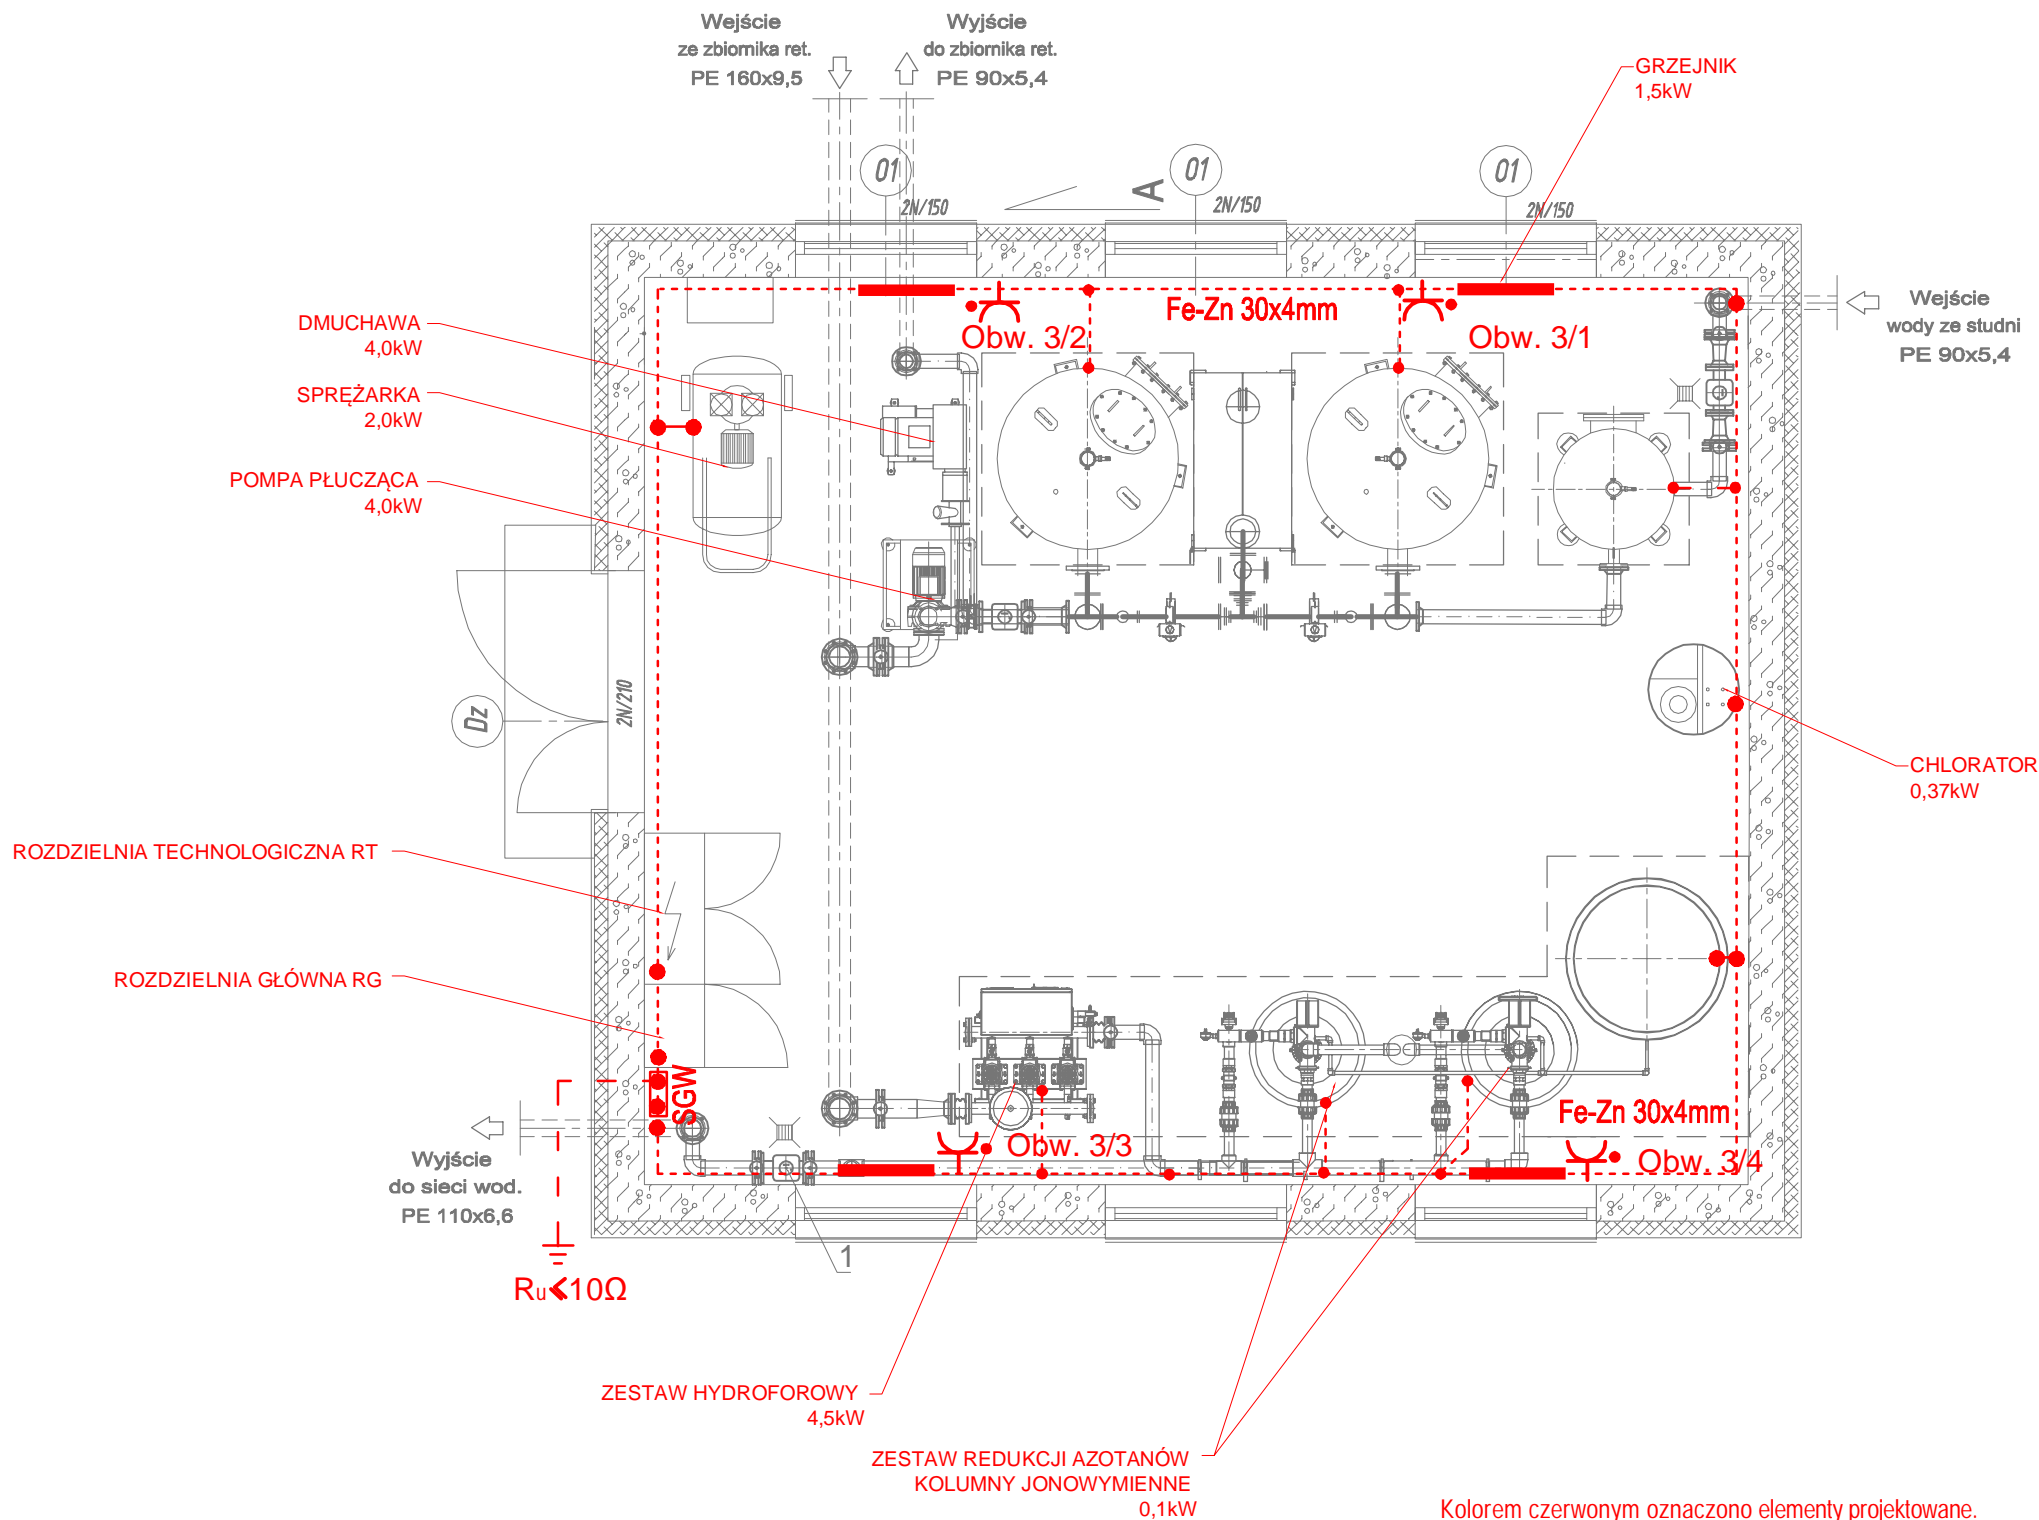 Wejście
ze zbiornika ret.
PE 160x9,5
Wyjście
do zbiornika ret.
PE 90x5,4
GRZEJNIK
1,5kW
01
01
01
2N/150
A
2N/150
2N/150
Fe-Zn 30x4mm
Obw. 3/2
Obw. 3/1
Wejście
wody ze studni
PE 90x5,4
DMUCHAWA
4,0kW
SPRĘŻARKA
2,0kW
POMPA PŁUCZĄCA
4,0kW
Dz
2N/210
CHLORATOR
0,37kW
ROZDZIELNIA TECHNOLOGICZNA RT
ROZDZIELNIA GŁÓWNA RG
SGW
Fe-Zn 30x4mm
Obw. 3/3
Obw. 3/4
Wyjście
do sieci wod.
PE 110x6,6
1
Ru<10Ω
ZESTAW HYDROFOROWY
4,5kW
ZESTAW REDUKCJI AZOTANÓW
KOLUMNY JONOWYMIENNE
0,1kW
Kolorem czerwonym oznaczono elementy projektowane.